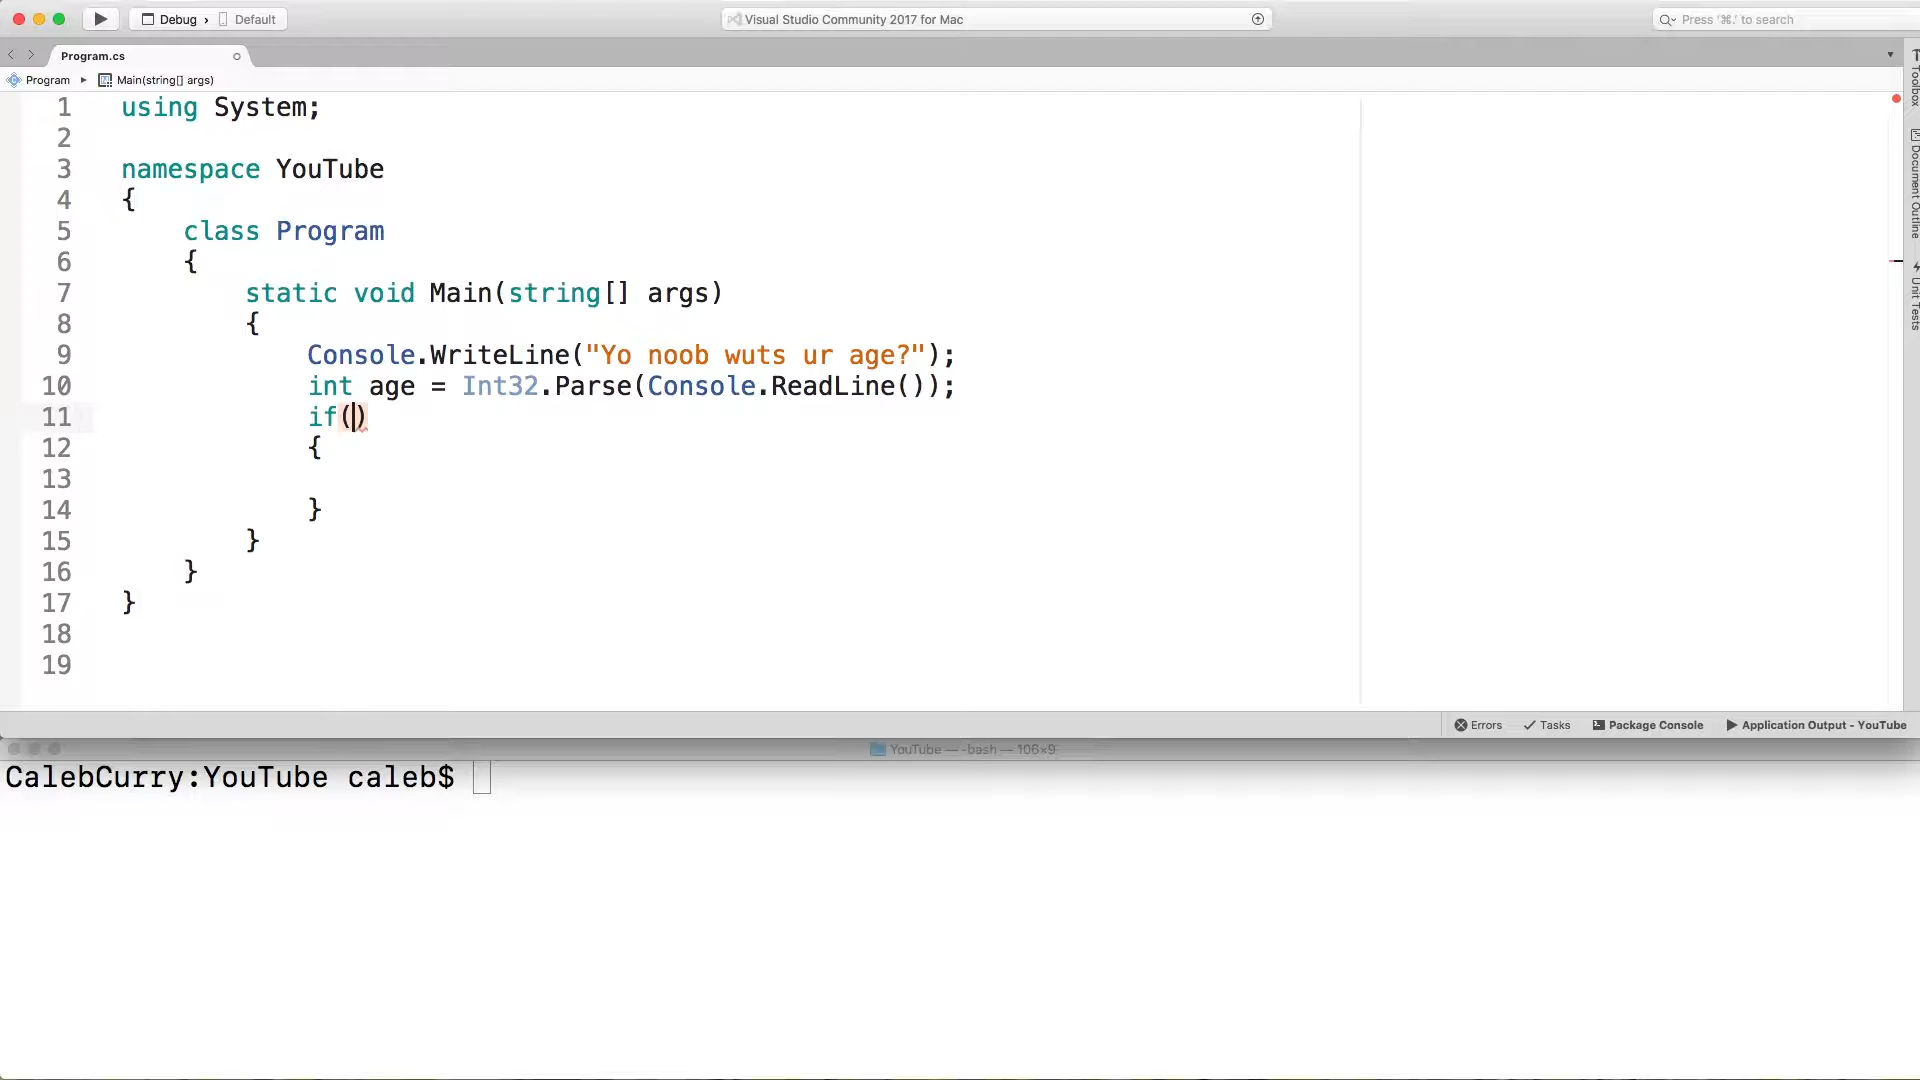 Debug › Default
Visual Studio Community 2017 for Mac
Press '⌘.' to search
Program.cs
Program ▸ Main(string[] args)
1 using System;
2
3 namespace YouTube
4 {
5 class Program
6 {
7 static void Main(string[] args)
8 {
9 Console.WriteLine("Yo noob wuts ur age?");
10 int age = Int32.Parse(Console.ReadLine());
11 if()
12 {
13
14 }
15 }
16 }
17 }
18
19
Toolbox
Document Outline
Unit Tests
Errors Tasks Package Console Application Output - YouTube
YouTube — -bash — 106×9
CalebCurry:YouTube caleb$